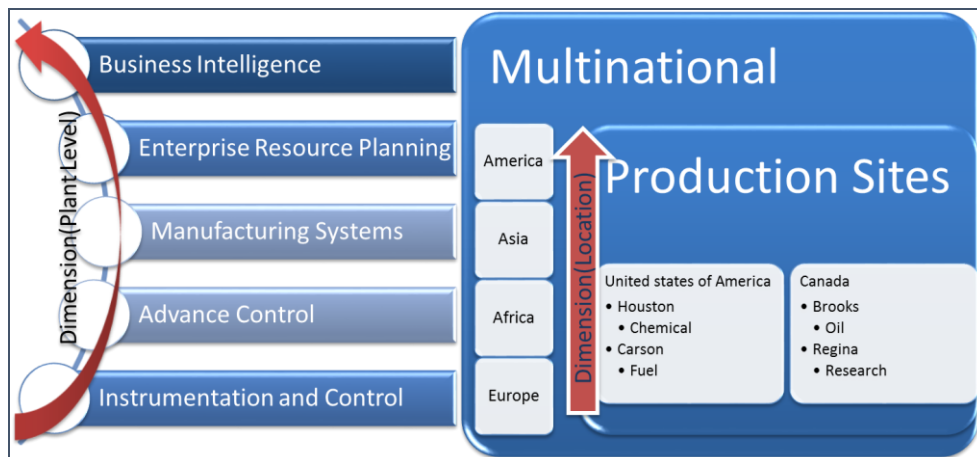 Dimension(Plant Level)
Business Intelligence
Enterprise Resource Planning
Manufacturing Systems
Advance Control
Instrumentation and Control
Multinational
America
Asia
Africa
Europe
Dimension(Location)
Production Sites
United states of America
• Houston
• Chemical
• Carson
• Fuel
Canada
• Brooks
• Oil
• Regina
• Research